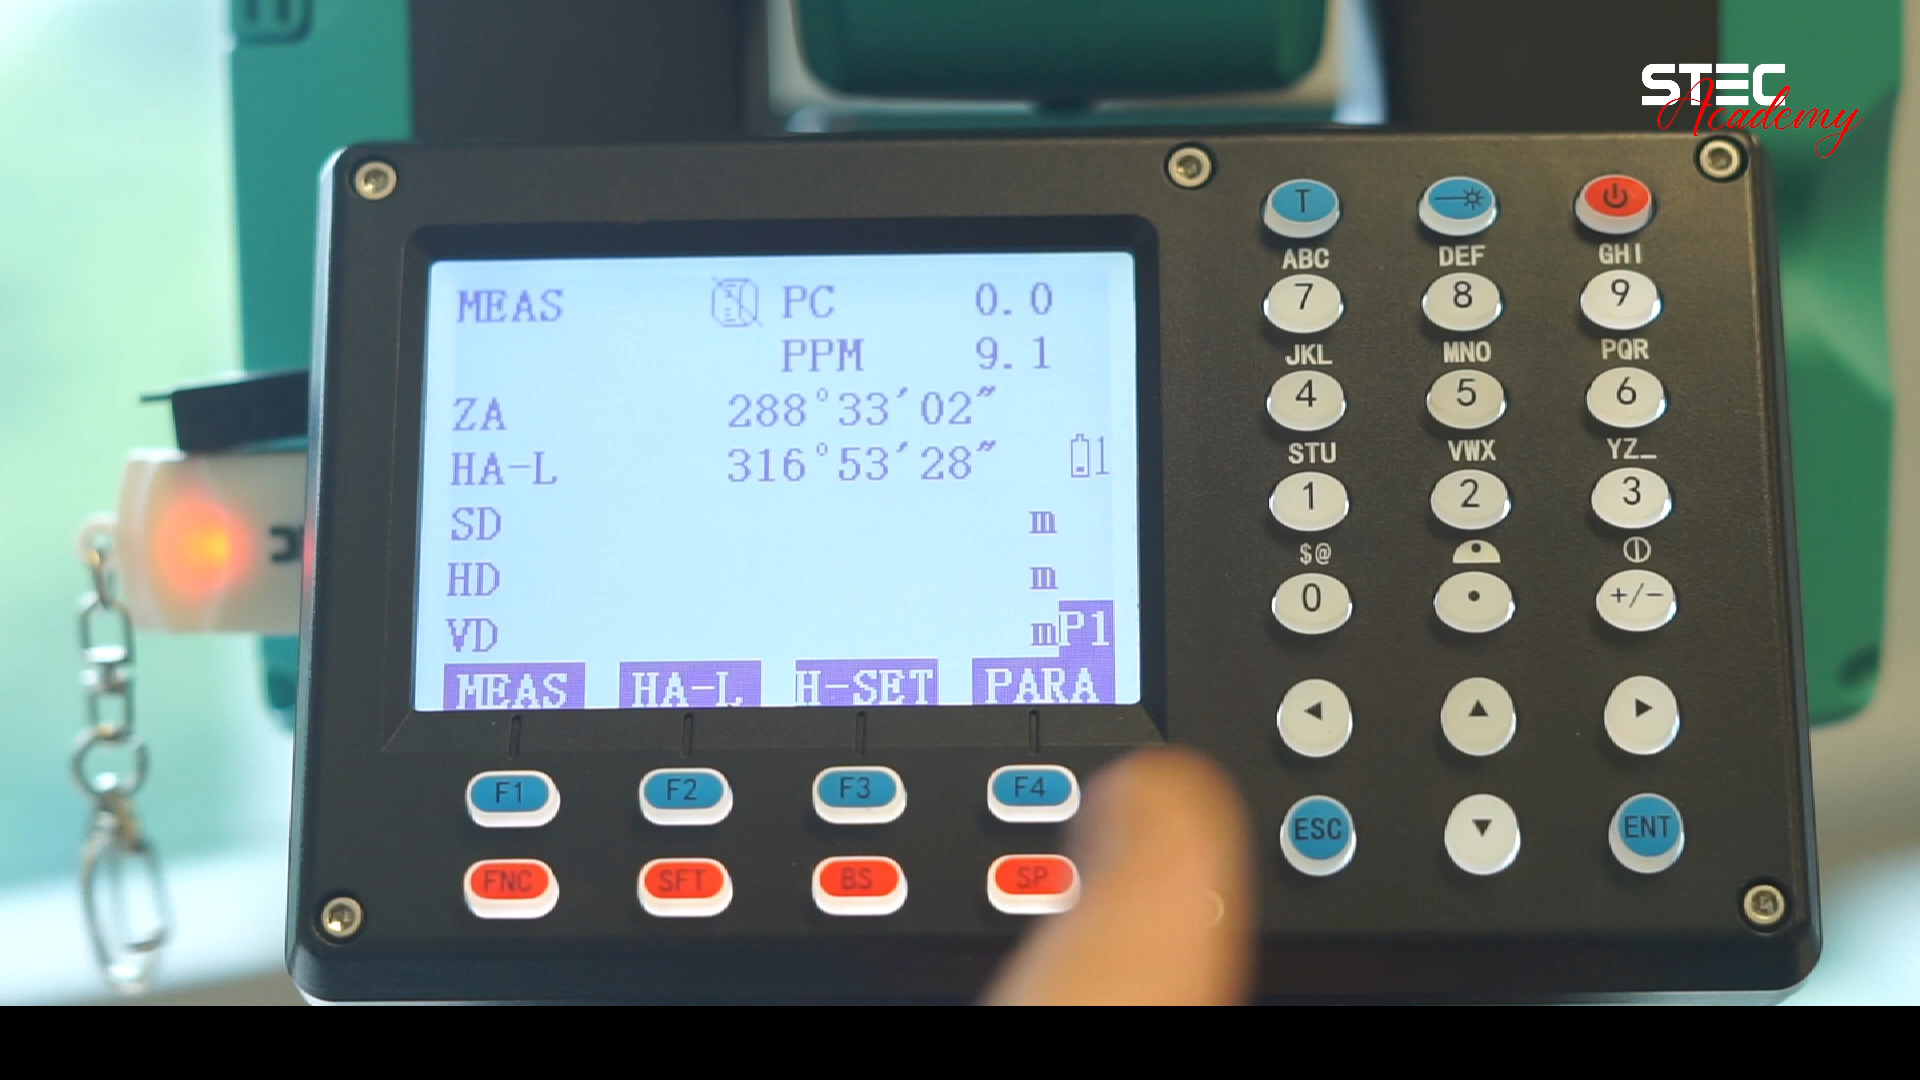 STEC
Academy
MEAS PC 0.0
PPM 9.1
ZA 288°33′02″
HA-L 316°53′28″ 1
SD m
HD m
VD m P1
MEAS HA-L H-SET PARA
F1 F2 F3 F4
FNC SFT BS SP
T
ABC DEF GHI
7 8 9
JKL MNO PQR
4 5 6
STU VWX YZ_
1 2 3
$@
0 • +/-
ESC ENT